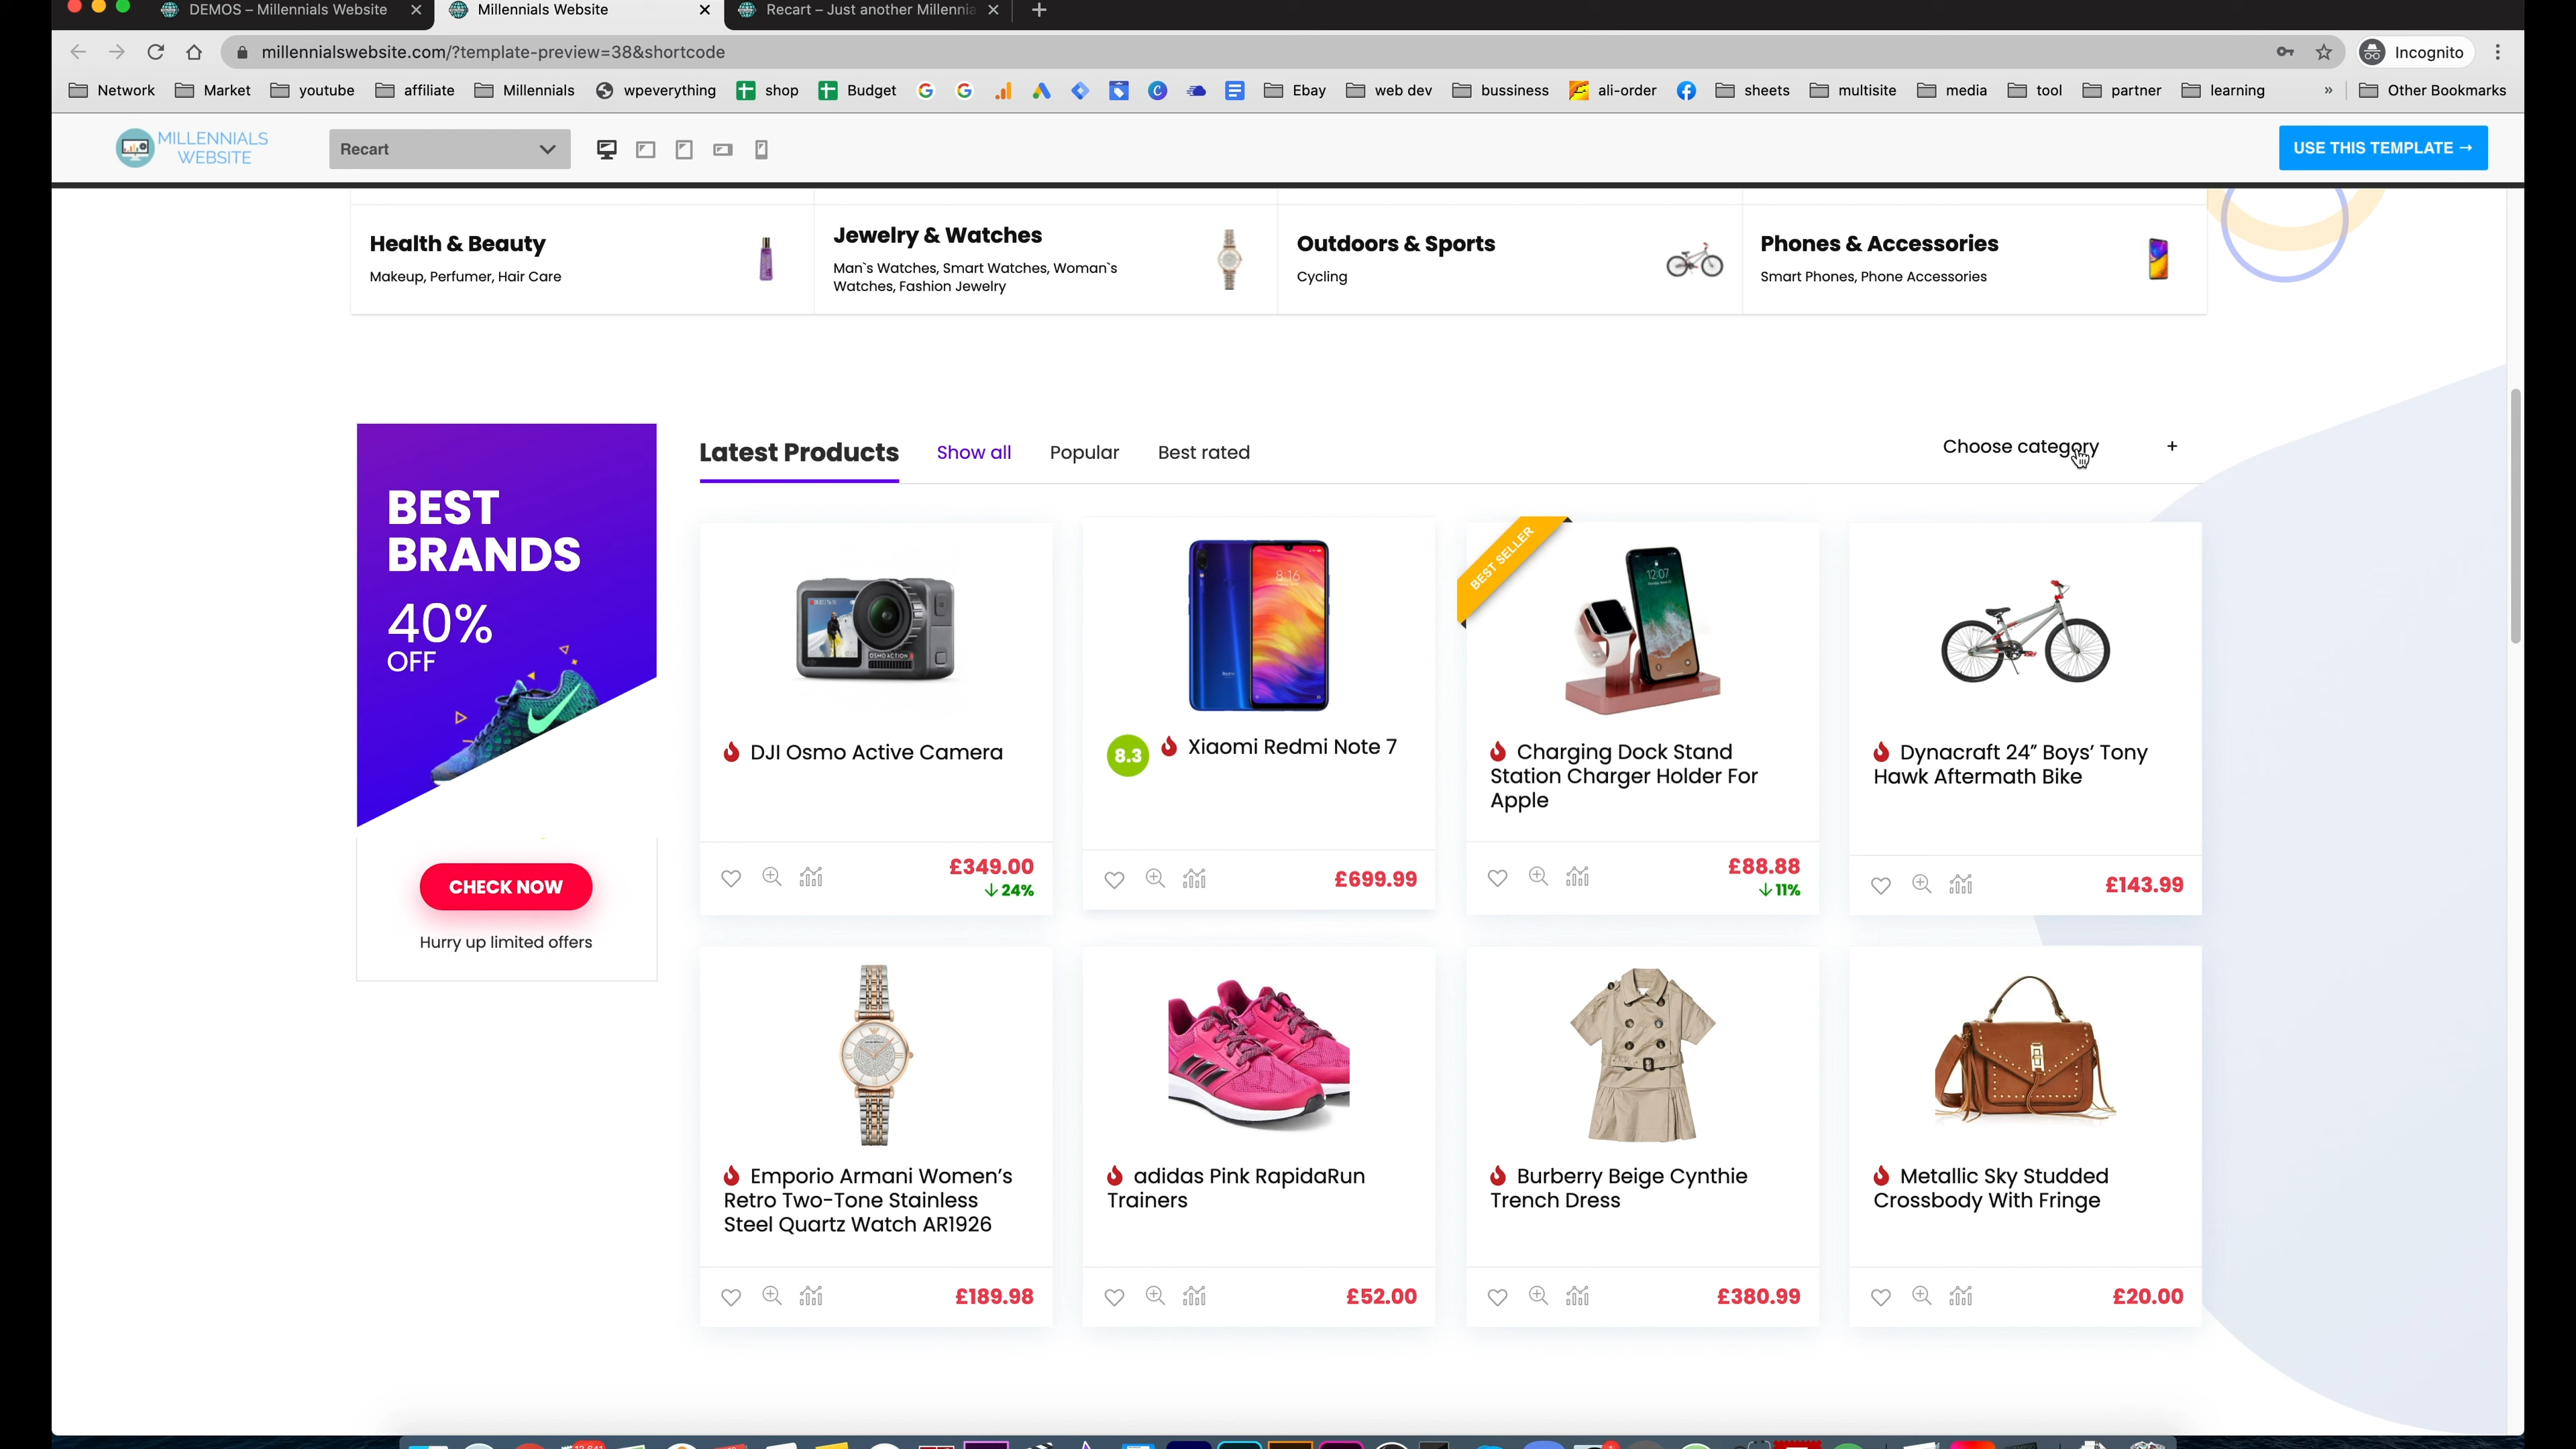 DEMOS – Millennials Website
Millennials Website
Recart – Just another Millennia
millennialswebsite.com/?template-preview=38&shortcode
Incognito
Network
Market
youtube
affiliate
Millennials
wpeverything
shop
Budget
Ebay
web dev
bussiness
ali-order
sheets
multisite
media
tool
partner
learning
»
Other Bookmarks
MILLENNIALS
WEBSITE
Recart
USE THIS TEMPLATE →
Health & Beauty
Makeup, Perfumer, Hair Care
Jewelry & Watches
Man`s Watches, Smart Watches, Woman`s
Watches, Fashion Jewelry
Outdoors & Sports
Cycling
Phones & Accessories
Smart Phones, Phone Accessories
BEST
BRANDS
40%
OFF
CHECK NOW
Hurry up limited offers
Latest Products
Show all
Popular
Best rated
Choose category
+
DJI Osmo Active Camera
£349.00
↓24%
8:16
8.3
Xiaomi Redmi Note 7
£699.99
BEST SELLER
12:07
Charging Dock Stand
Station Charger Holder For
Apple
£88.88
↓11%
Dynacraft 24” Boys’ Tony
Hawk Aftermath Bike
£143.99
Emporio Armani Women’s
Retro Two-Tone Stainless
Steel Quartz Watch AR1926
£189.98
adidas Pink RapidaRun
Trainers
£52.00
Burberry Beige Cynthie
Trench Dress
£380.99
Metallic Sky Studded
Crossbody With Fringe
£20.00